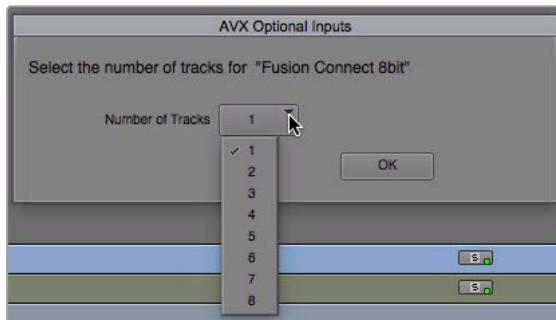 AVX Optional Inputs
Select the number of tracks for "Fusion Connect 8bit"
Number of Tracks 1
✓ 1
2
OK
3
4
5
6
S
7
S
8